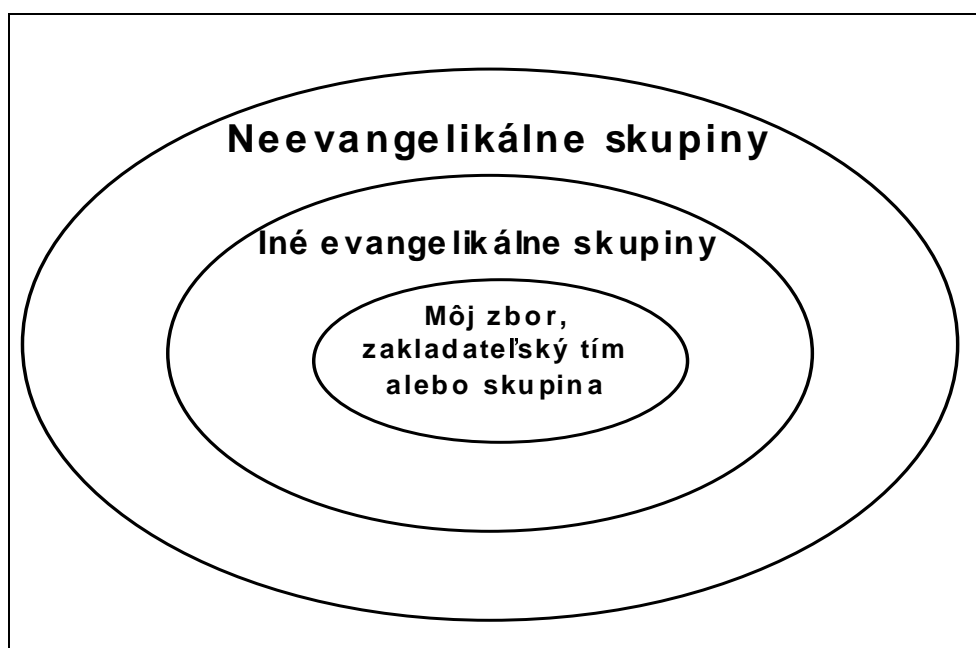 Neevangelikálne skupiny
Iné evangelikálne skupiny
Môj zbor,
zakladateľský tím
alebo skupina